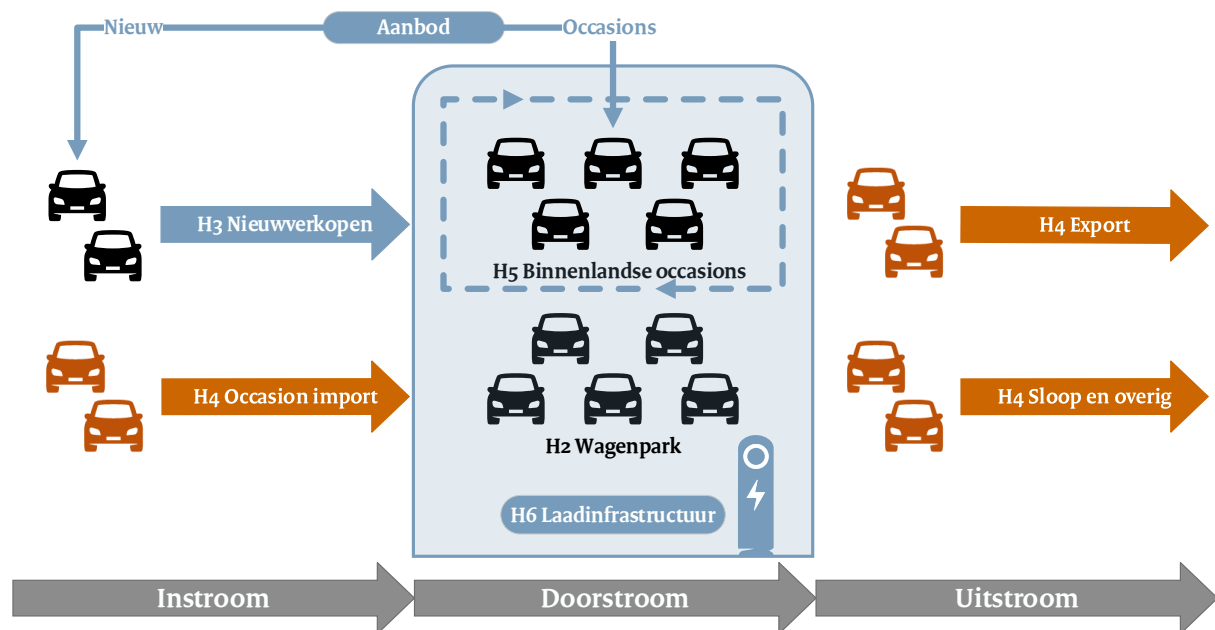 Nieuw
Aanbod
Occasions
H3 Nieuwverkopen
H5 Binnenlandse occasions
H4 Export
H4 Occasion import
H2 Wagenpark
H4 Sloop en overig
H6 Laadinfrastructuur
Instroom
Doorstroom
Uitstroom